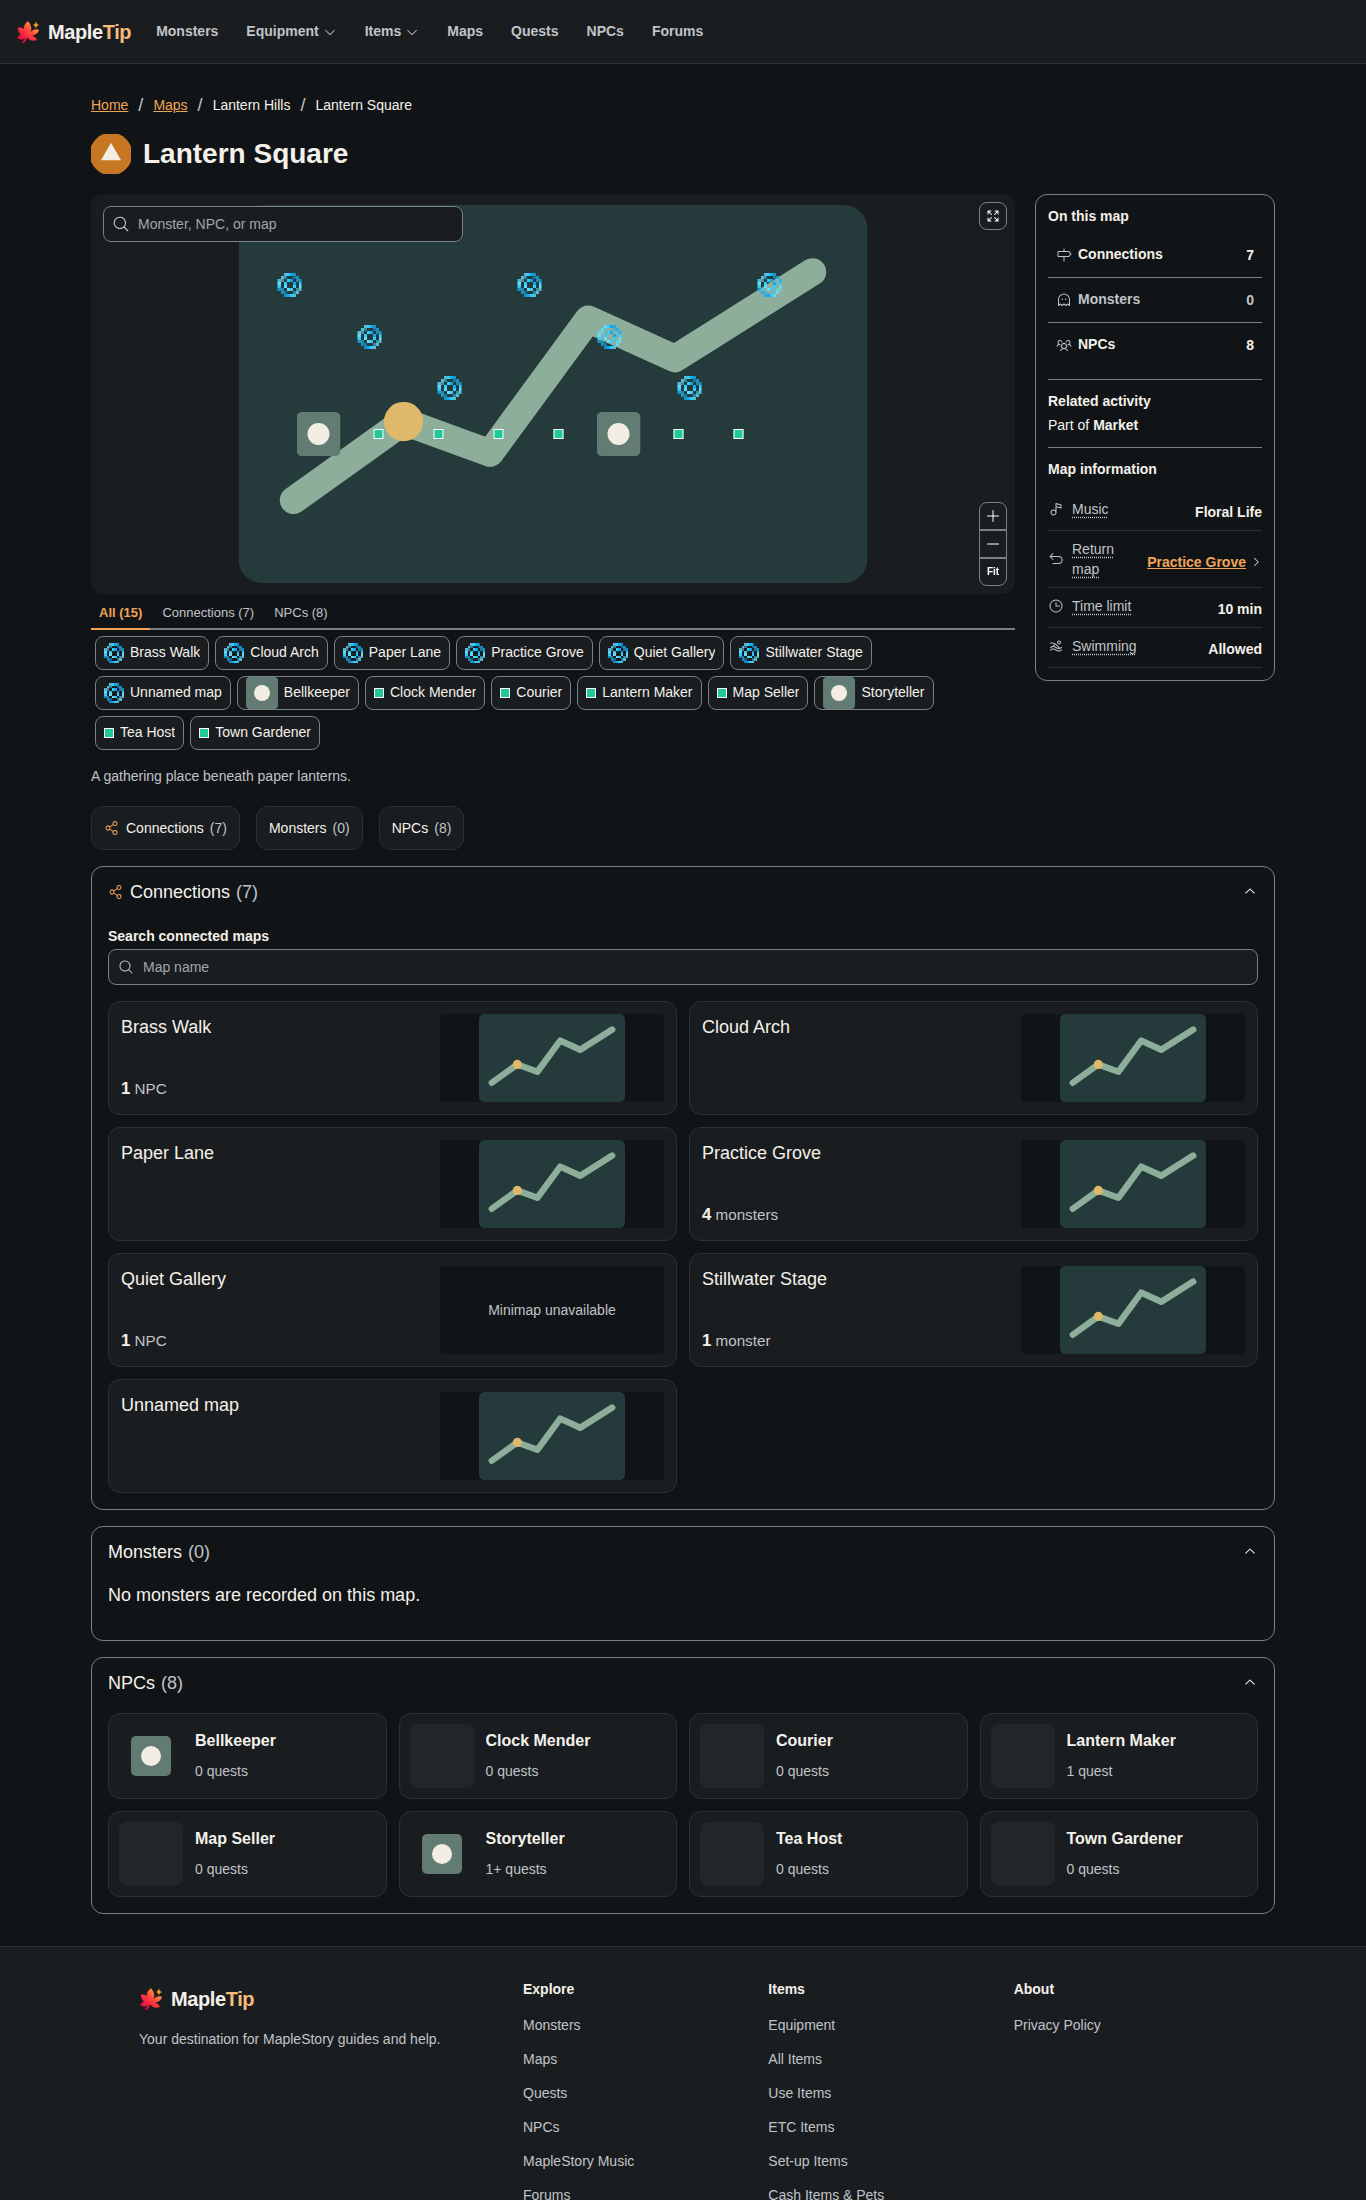 MapleTip
Monsters
Equipment
Items
Maps
Quests
NPCs
Forums
Home / Maps / Lantern Hills / Lantern Square
Lantern Square
Monster, NPC, or map
Fit
On this map
Connections 7
Monsters 0
NPCs 8
Related activity
Part of Market
Map information
Music Floral Life
Return map Practice Grove
Time limit 10 min
Swimming Allowed
All (15) Connections (7) NPCs (8)
Brass Walk Cloud Arch Paper Lane Practice Grove Quiet Gallery Stillwater Stage
Unnamed map Bellkeeper Clock Mender Courier Lantern Maker Map Seller Storyteller
Tea Host Town Gardener
A gathering place beneath paper lanterns.
Connections (7) Monsters (0) NPCs (8)
Connections (7)
Search connected maps
Map name
Brass Walk
1 NPC
Cloud Arch
Paper Lane
Practice Grove
4 monsters
Quiet Gallery
1 NPC
Minimap unavailable
Stillwater Stage
1 monster
Unnamed map
Monsters (0)
No monsters are recorded on this map.
NPCs (8)
Bellkeeper
0 quests
Clock Mender
0 quests
Courier
0 quests
Lantern Maker
1 quest
Map Seller
0 quests
Storyteller
1+ quests
Tea Host
0 quests
Town Gardener
0 quests
MapleTip
Your destination for MapleStory guides and help.
Explore
Monsters
Maps
Quests
NPCs
MapleStory Music
Forums
Items
Equipment
All Items
Use Items
ETC Items
Set-up Items
Cash Items & Pets
About
Privacy Policy